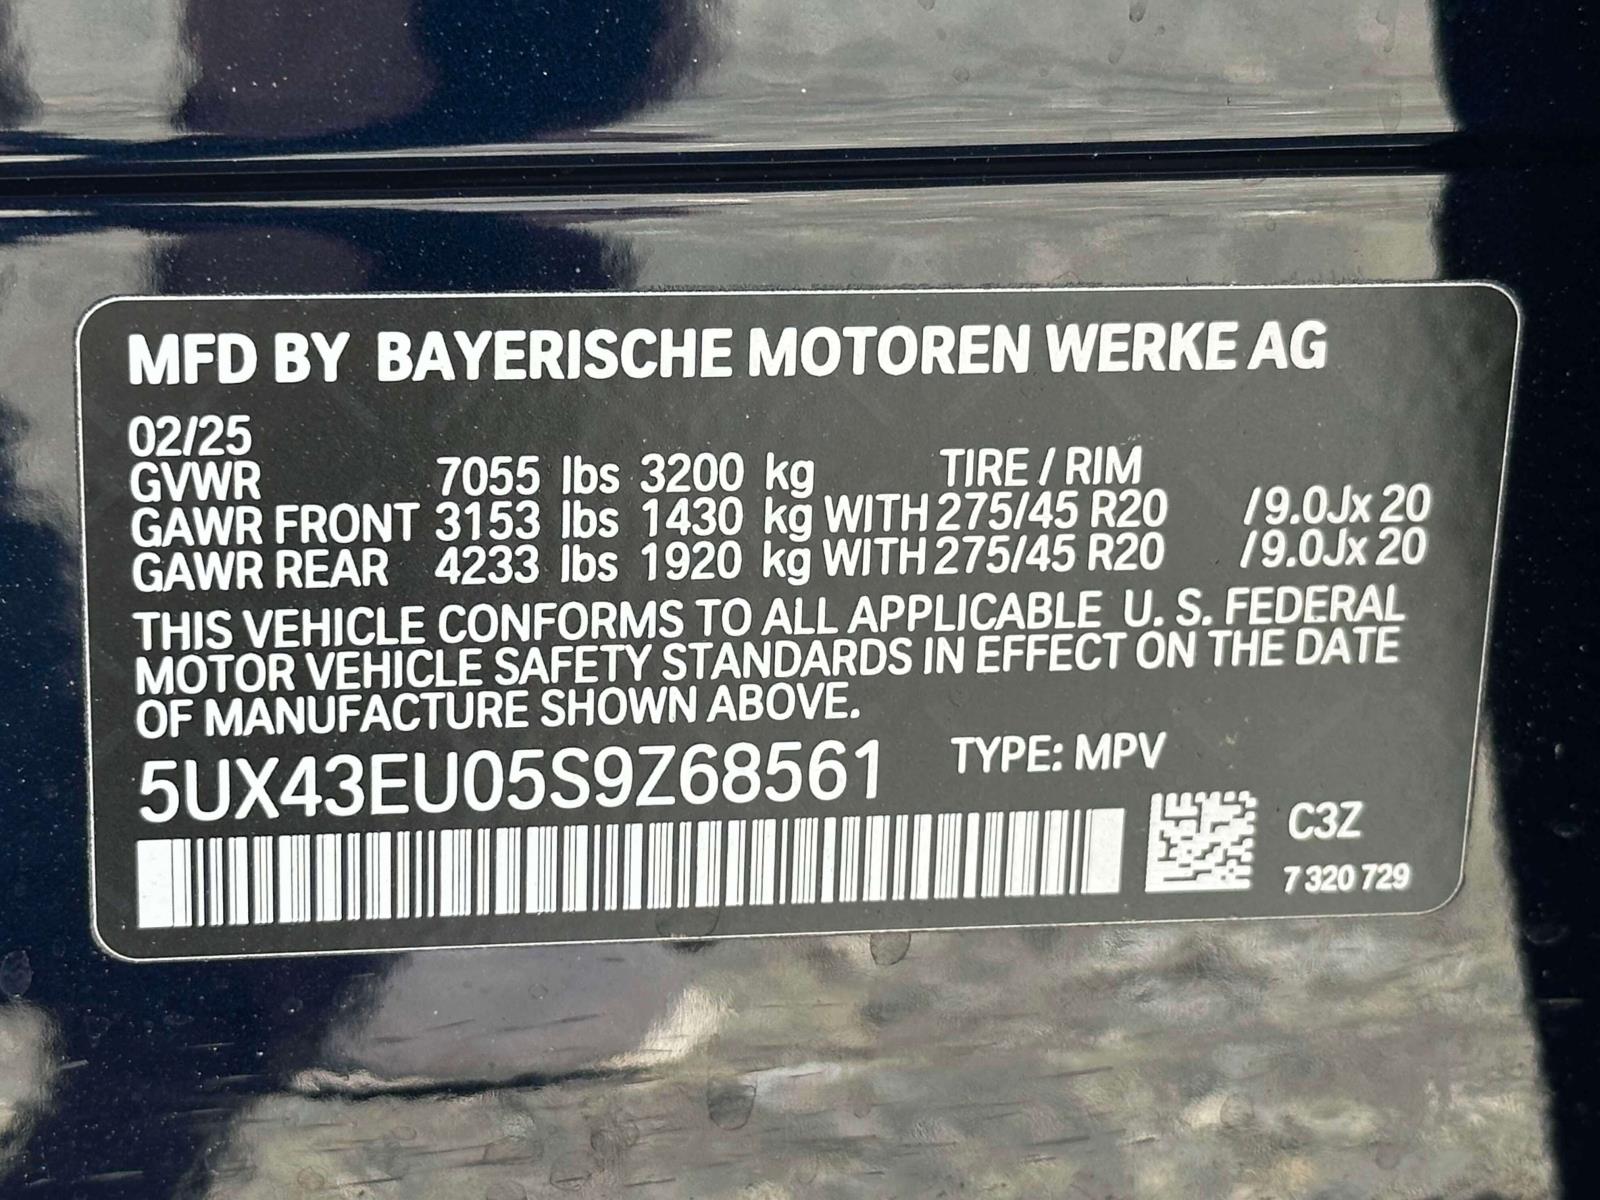 MFD BY BAYERISCHE MOTOREN WERKE AG
02/25
GVWR 7055 lbs 3200 kg TIRE / RIM
GAWR FRONT 3153 lbs 1430 kg WITH 275/45 R20 /9.0Jx 20
GAWR REAR 4233 lbs 1920 kg WITH 275/45 R20 /9.0Jx 20
THIS VEHICLE CONFORMS TO ALL APPLICABLE U. S. FEDERAL
MOTOR VEHICLE SAFETY STANDARDS IN EFFECT ON THE DATE
OF MANUFACTURE SHOWN ABOVE.
5UX43EU05S9Z68561 TYPE: MPV
C3Z
7 320 729